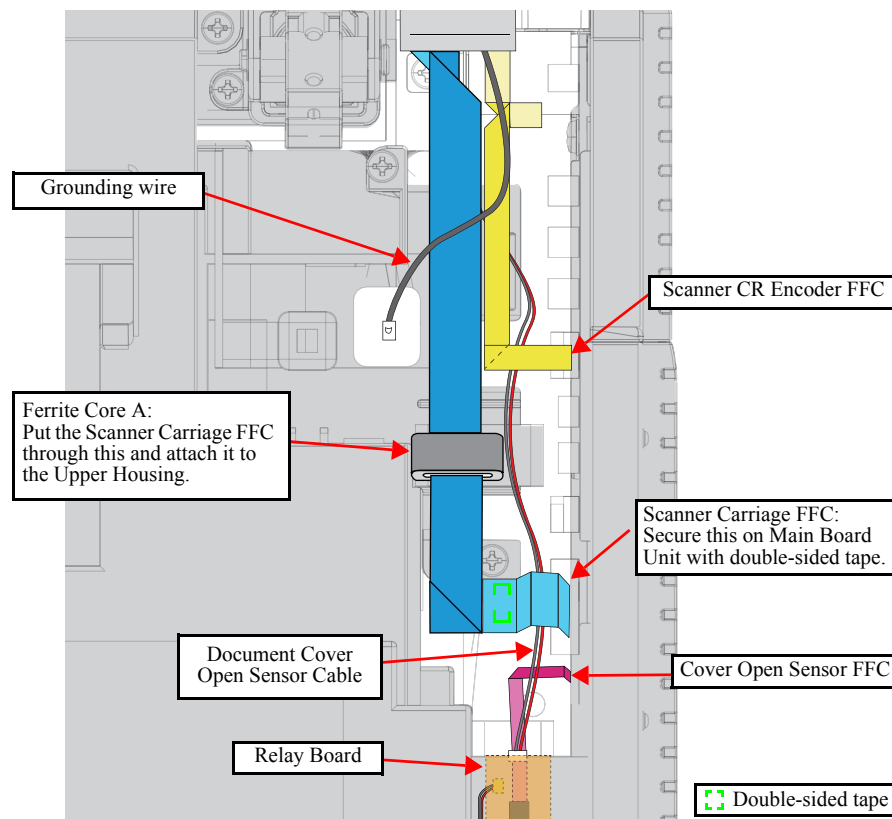 Grounding wire
Scanner CR Encoder FFC
Ferrite Core A:
Put the Scanner Carriage FFC
through this and attach it to
the Upper Housing.
Scanner Carriage FFC:
Secure this on Main Board
Unit with double-sided tape.
Document Cover
Open Sensor Cable
Cover Open Sensor FFC
Relay Board
Double-sided tape